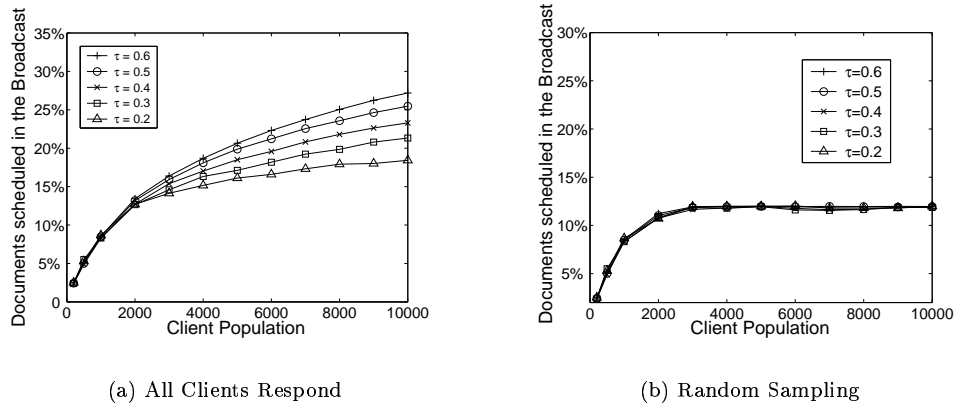 Documents scheduled in the Broadcast
35%
30%
25%
20%
15%
10%
5%
0
τ = 0.6
τ = 0.5
τ = 0.4
τ = 0.3
τ = 0.2
0 2000 4000 6000 8000 10000
Client Population
(a) All Clients Respond
Documents scheduled in the Broadcast
30%
25%
20%
15%
10%
5%
τ=0.6
τ=0.5
τ=0.4
τ=0.3
τ=0.2
0 2000 4000 6000 8000 10000
Client Population
(b) Random Sampling